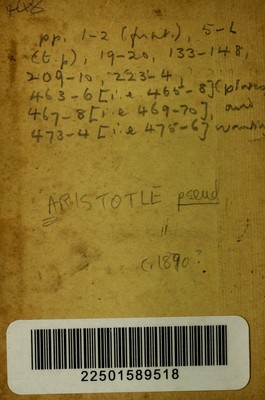 pp. 1-2 (front.), 5-6
(t.p), 19-20, 133-148,
209-10, 223-4,
463-6 [i.e 465-8] (plates
467-8 [i.e 469-70], and
473-4 [i.e 475-6] wanting
ARISTOTLE pseud
"
c.1890?
22501589518